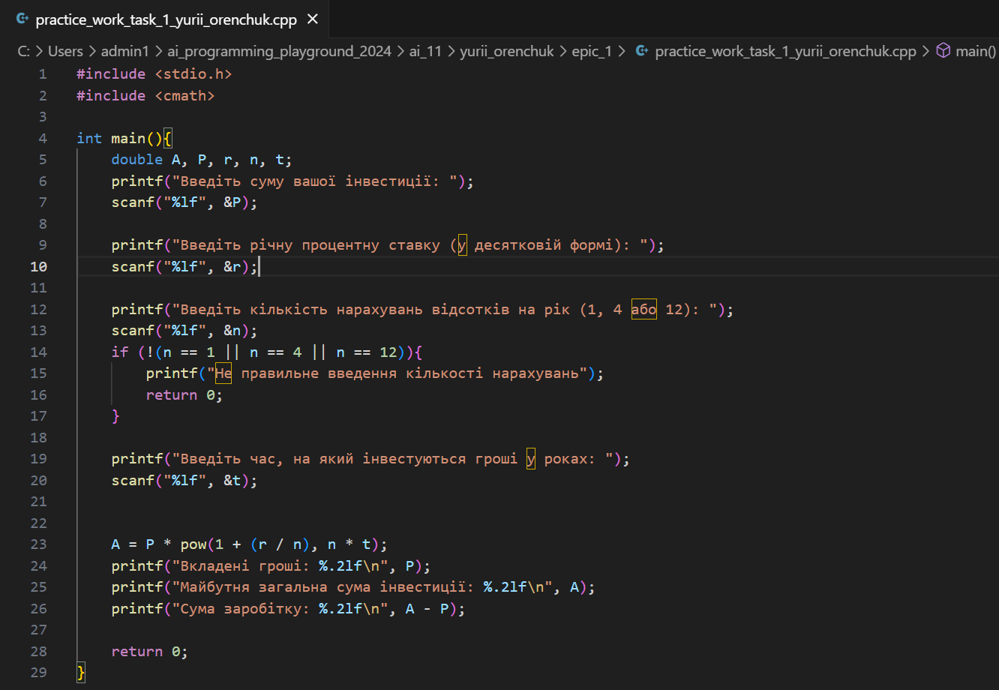 practice_work_task_1_yurii_orenchuk.cpp
C: > Users > admin1 > ai_programming_playground_2024 > ai_11 > yurii_orenchuk > epic_1 > practice_work_task_1_yurii_orenchuk.cpp > main()
1 #include <stdio.h>
2 #include <cmath>
3
4 int main(){
5 double A, P, r, n, t;
6 printf("Введіть суму вашої інвестиції: ");
7 scanf("%lf", &P);
8
9 printf("Введіть річну процентну ставку (у десятковій формі): ");
10 scanf("%lf", &r);
11
12 printf("Введіть кількість нарахувань відсотків на рік (1, 4 або 12): ");
13 scanf("%lf", &n);
14 if (!(n == 1 || n == 4 || n == 12)){
15 printf("Не правильне введення кількості нарахувань");
16 return 0;
17 }
18
19 printf("Введіть час, на який інвестуються гроші у роках: ");
20 scanf("%lf", &t);
21
22
23 A = P * pow(1 + (r / n), n * t);
24 printf("Вкладені гроші: %.2lf\n", P);
25 printf("Майбутня загальна сума інвестиції: %.2lf\n", A);
26 printf("Сума заробітку: %.2lf\n", A - P);
27
28 return 0;
29 }